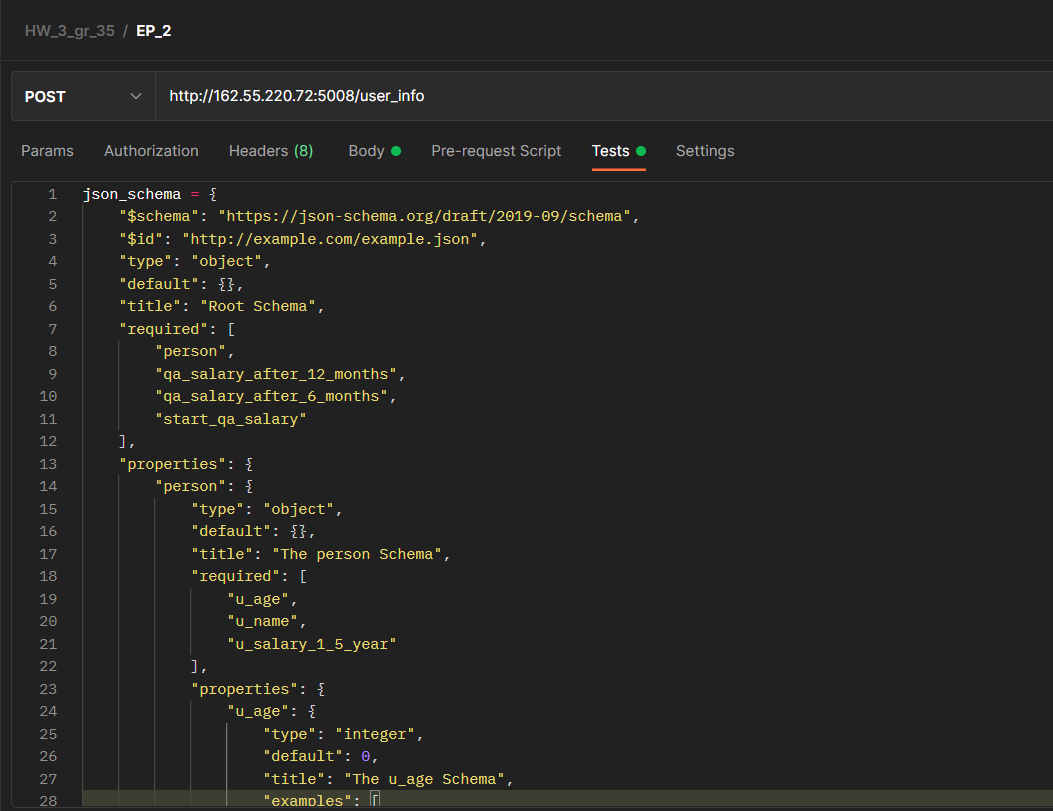 HW_3_gr_35 / EP_2
POST http://162.55.220.72:5008/user_info
Params Authorization Headers (8) Body Pre-request Script Tests Settings
1 json_schema = {
2 "$schema": "https://json-schema.org/draft/2019-09/schema",
3 "$id": "http://example.com/example.json",
4 "type": "object",
5 "default": {},
6 "title": "Root Schema",
7 "required": [
8 "person",
9 "qa_salary_after_12_months",
10 "qa_salary_after_6_months",
11 "start_qa_salary"
12 ],
13 "properties": {
14 "person": {
15 "type": "object",
16 "default": {},
17 "title": "The person Schema",
18 "required": [
19 "u_age",
20 "u_name",
21 "u_salary_1_5_year"
22 ],
23 "properties": {
24 "u_age": {
25 "type": "integer",
26 "default": 0,
27 "title": "The u_age Schema",
28 "examples": [